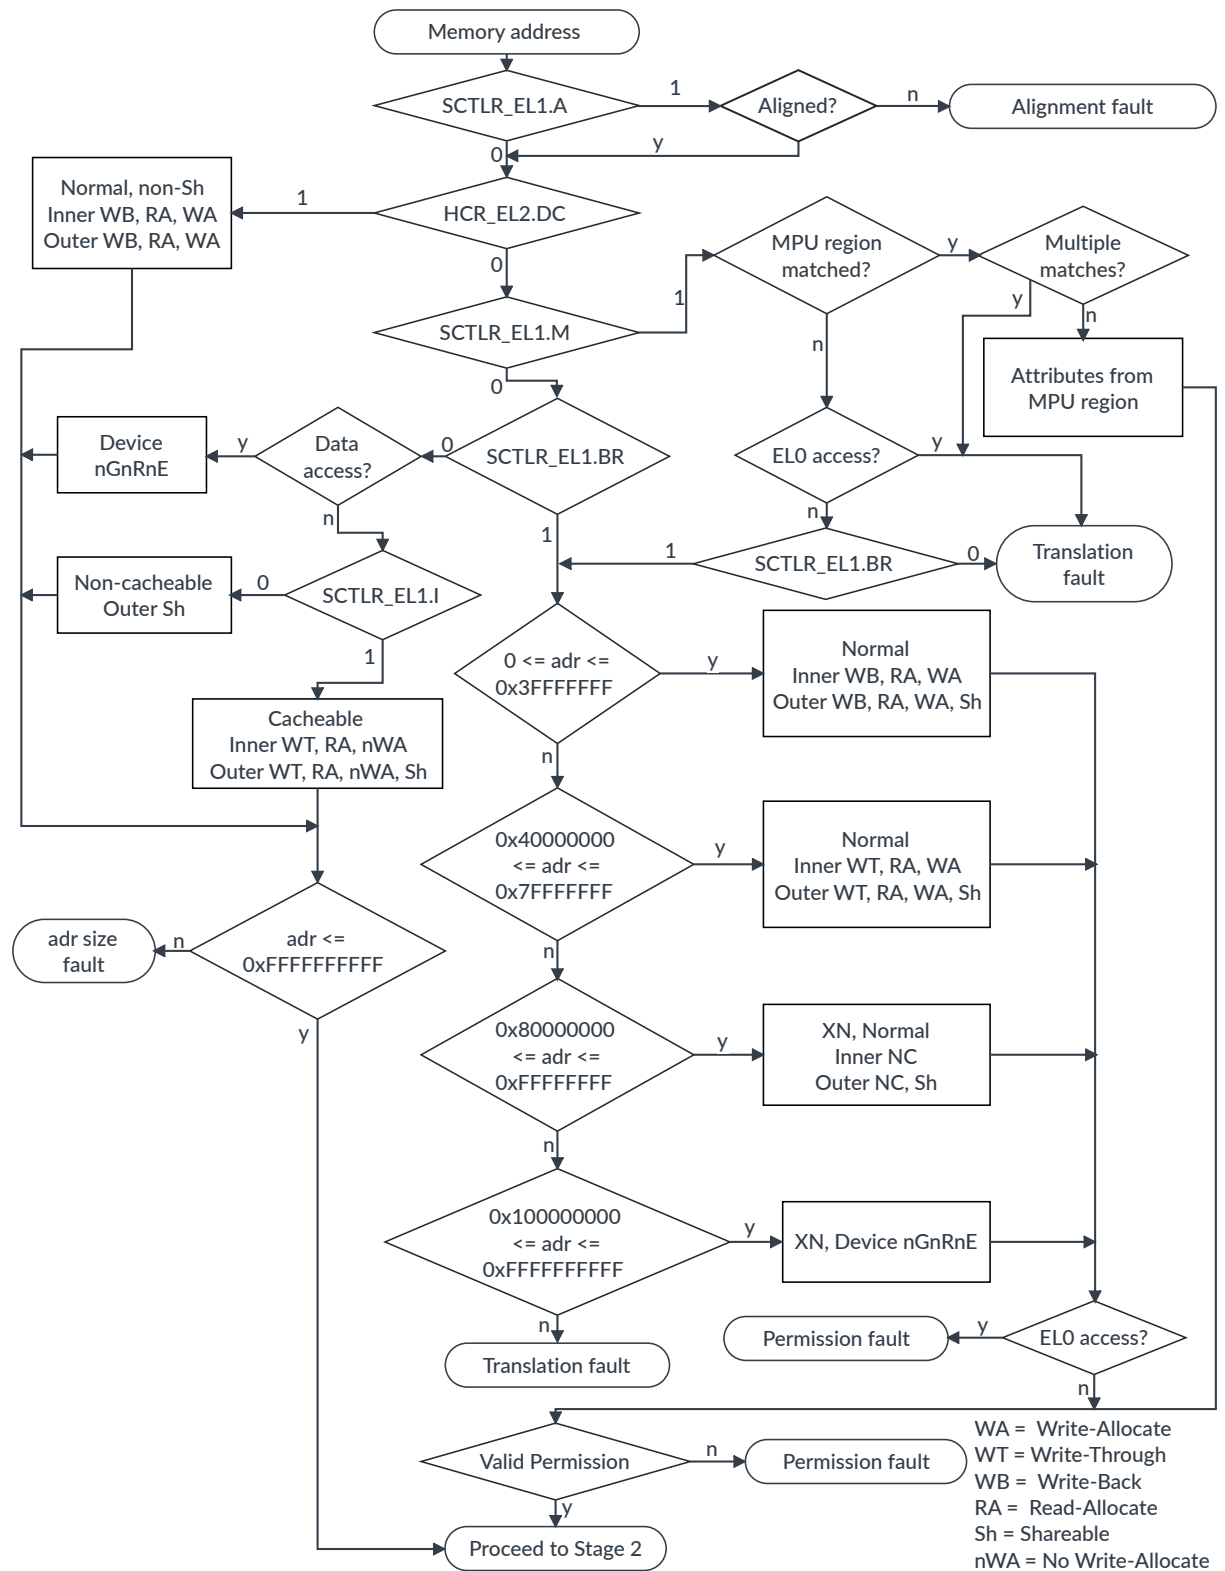 Memory address
SCTLR_EL1.A
1
Aligned?
n
Alignment fault
y
0
Normal, non-Sh
Inner WB, RA, WA
Outer WB, RA, WA
1
HCR_EL2.DC
0
MPU region
matched?
y
Multiple
matches?
y
n
1
SCTLR_EL1.M
0
n
Attributes from
MPU region
Device
nGnRnE
y
Data
access?
0
SCTLR_EL1.BR
EL0 access?
y
n
1
n
Non-cacheable
Outer Sh
0
SCTLR_EL1.I
1
1
SCTLR_EL1.BR
0
Translation
fault
0 <= adr <=
0x3FFFFFFF
y
Normal
Inner WB, RA, WA
Outer WB, RA, WA, Sh
Cacheable
Inner WT, RA, nWA
Outer WT, RA, nWA, Sh
n
0x40000000
<= adr <=
0x7FFFFFFF
y
Normal
Inner WT, RA, WA
Outer WT, RA, WA, Sh
adr size
fault
n
adr <=
0xFFFFFFFFFF
y
n
0x80000000
<= adr <=
0xFFFFFFFF
y
XN, Normal
Inner NC
Outer NC, Sh
n
0x100000000
<= adr <=
0xFFFFFFFFFF
y
XN, Device nGnRnE
n
Translation fault
Permission fault
y
EL0 access?
n
Valid Permission
n
Permission fault
y
Proceed to Stage 2
WA = Write-Allocate
WT = Write-Through
WB = Write-Back
RA = Read-Allocate
Sh = Shareable
nWA = No Write-Allocate